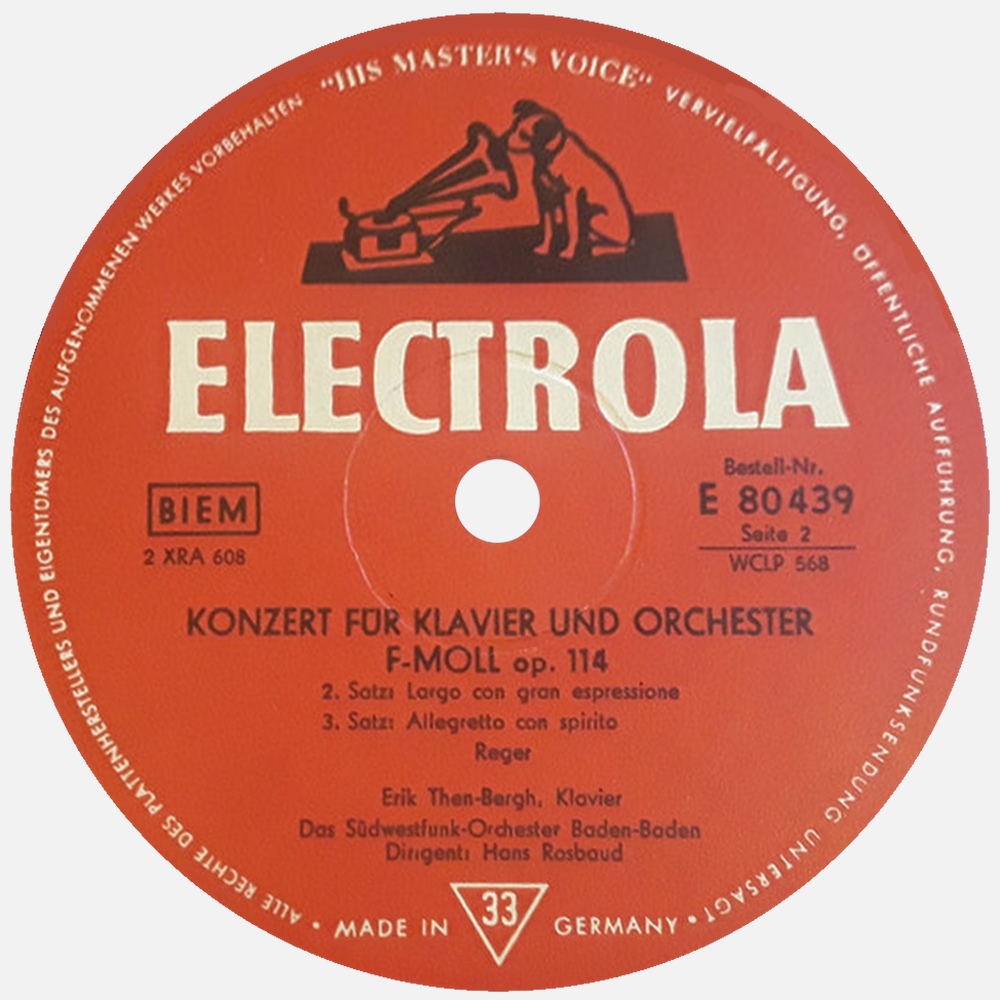 "HIS MASTER'S VOICE"
VERVIELFÄLTIGUNG, ÖFFENTLICHE AUFFÜHRUNG, RUNDFUNKSENDUNG UNTERSAGT •
ALLE RECHTE DES PLATTENHERSTELLERS UND EIGENTÜMERS DES AUFGENOMMENEN WERKES VORBEHALTEN
ELECTROLA
BIEM
2 XRA 608
Bestell-Nr.
E 80439
Seite 2
WCLP 568
KONZERT FÜR KLAVIER UND ORCHESTER
F-MOLL op. 114
2. Satz: Largo con gran espressione
3. Satz: Allegretto con spirito
Reger
Erik Then-Bergh, Klavier
Das Südwestfunk-Orchester Baden-Baden
Dirigent: Hans Rosbaud
• MADE IN 33 GERMANY